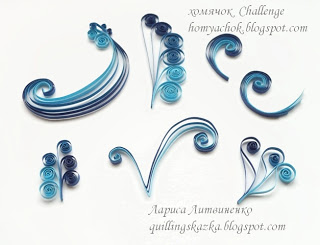 хомячок Challenge
homyachok.blogspot.com
Лариса Литвиненко
quillingskazka.blogspot.com